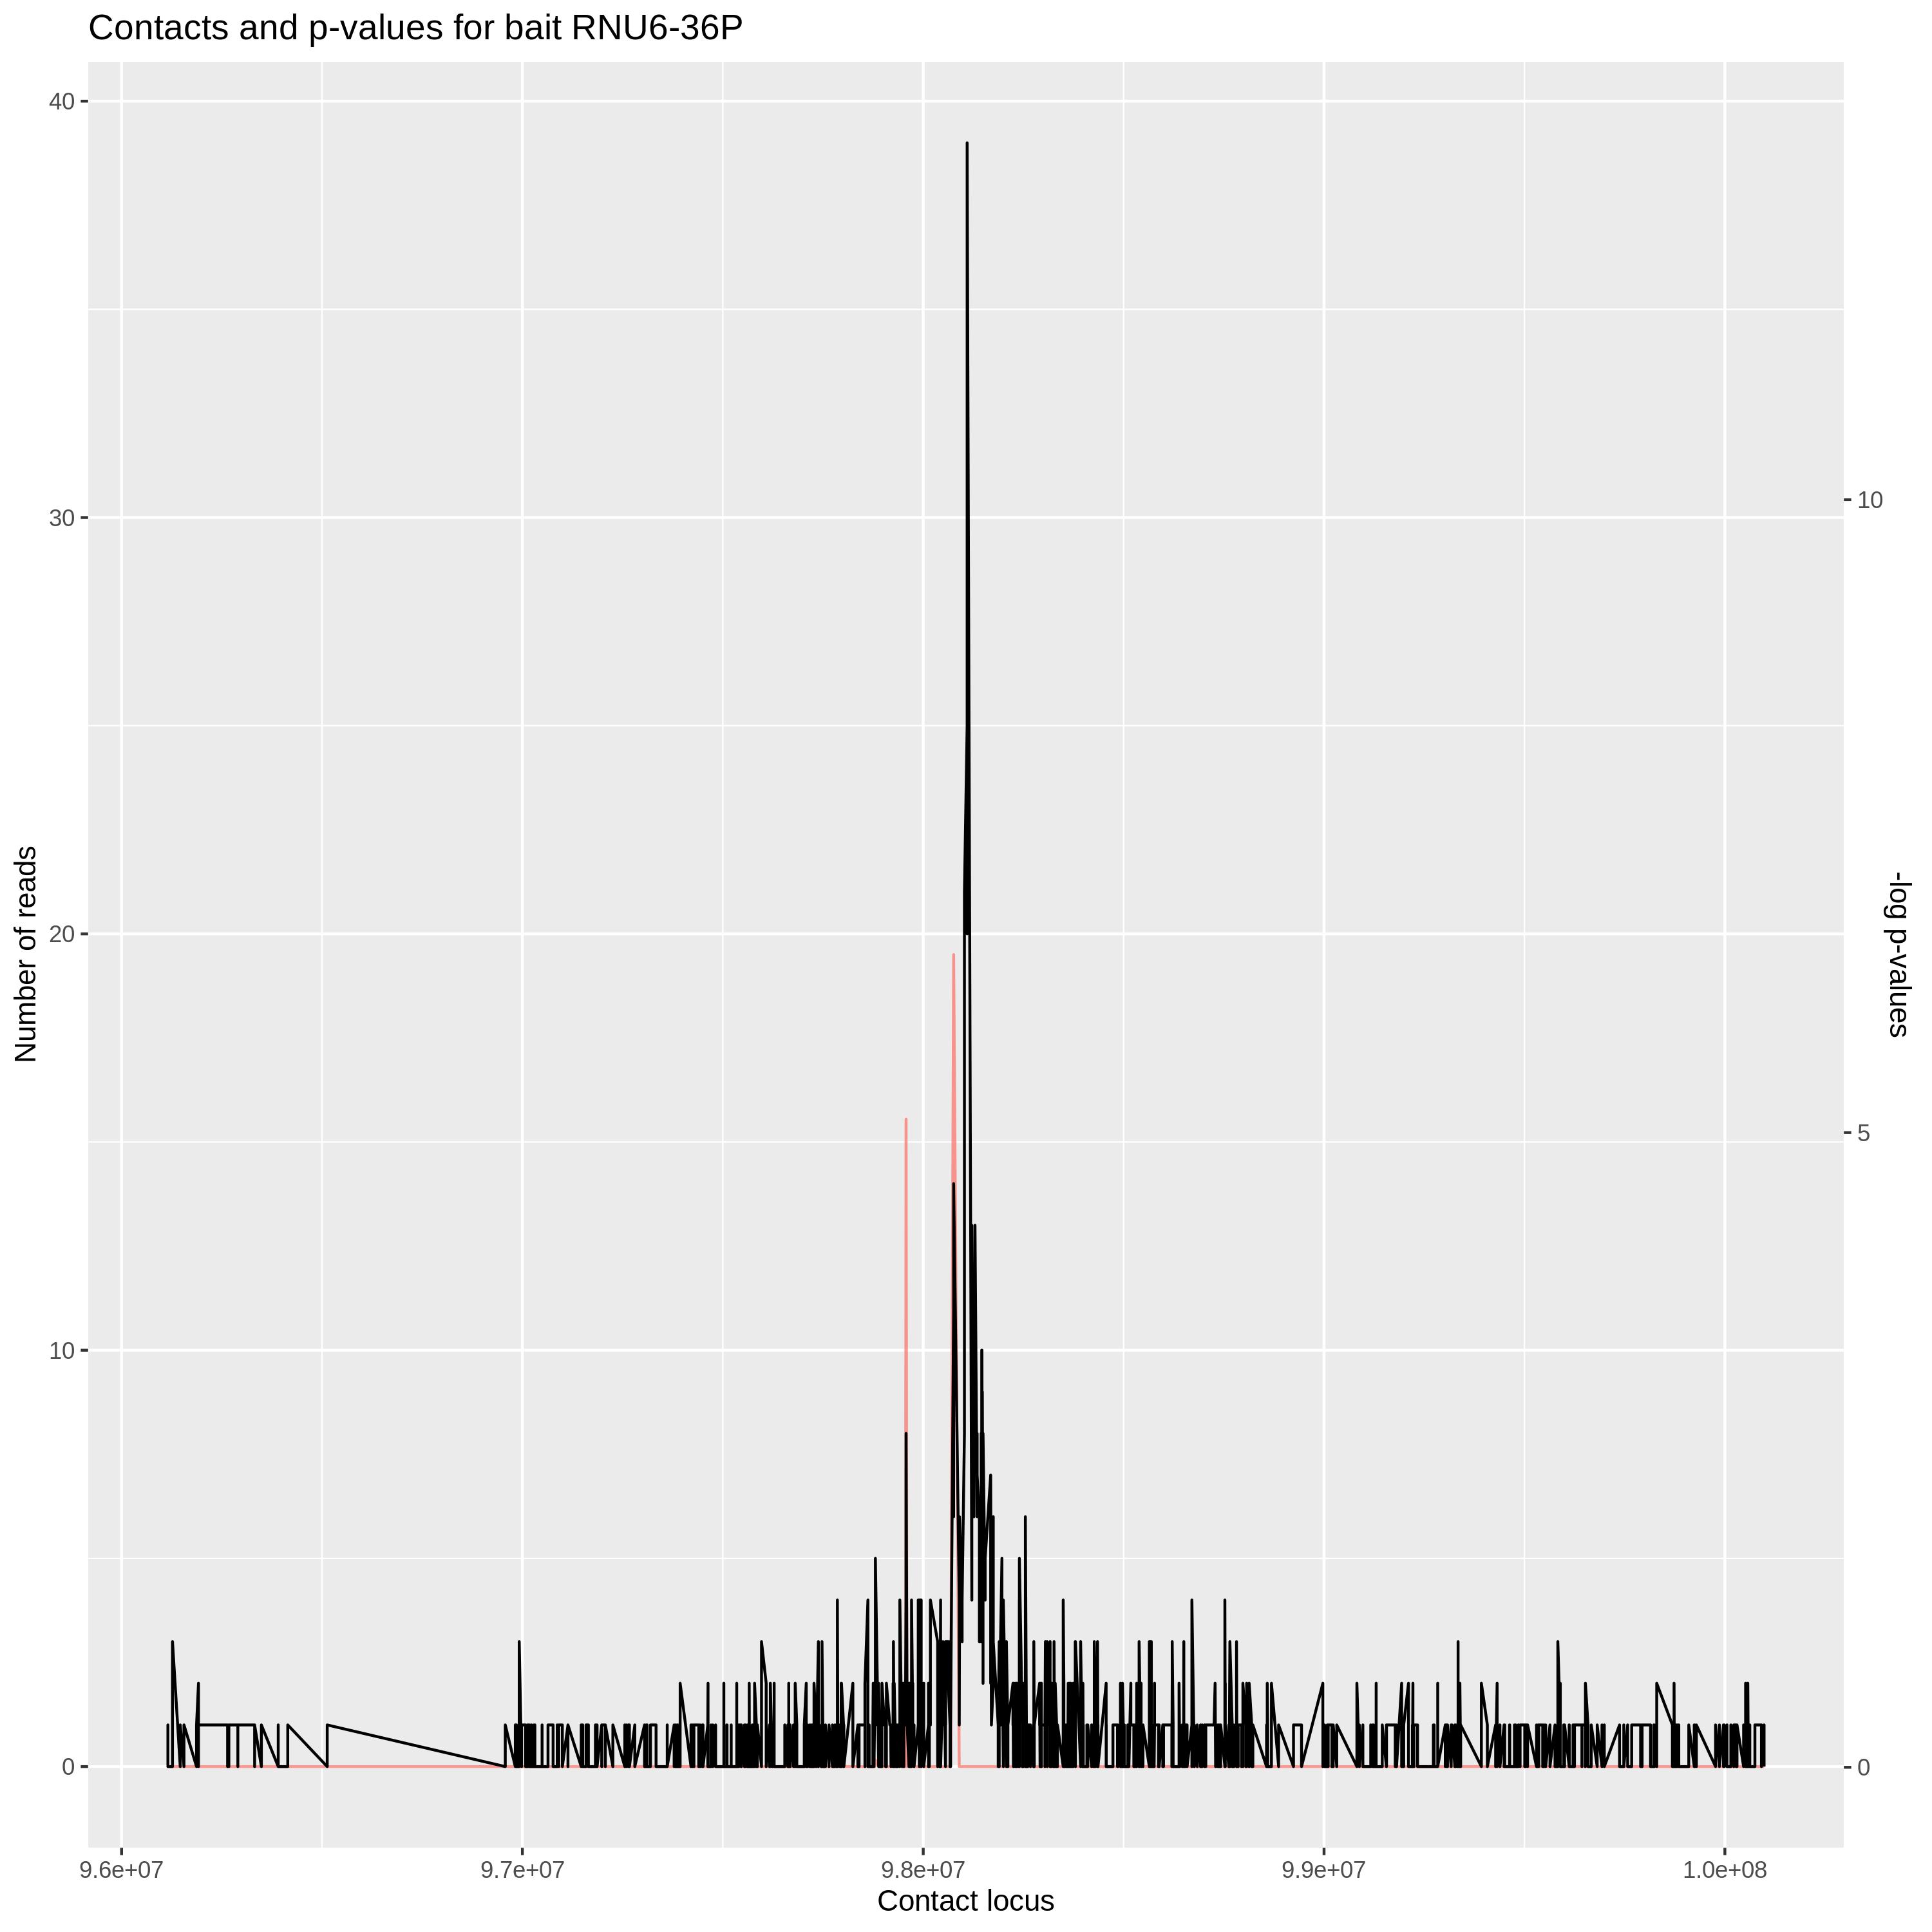 Contacts and p-values for bait RNU6-36P
40
30
20
10
0
Number of reads
10
5
0
-log p-values
9.6e+07
9.7e+07
9.8e+07
9.9e+07
1.0e+08
Contact locus